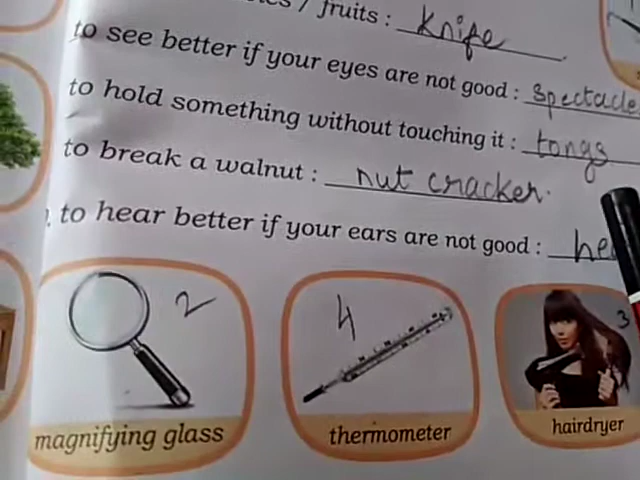 / fruits : knife
to see better if your eyes are not good : spectacle
to hold something without touching it : tongs
to break a walnut : nut cracker.
to hear better if your ears are not good : he
2
4
3
magnifying glass
thermometer
hairdryer